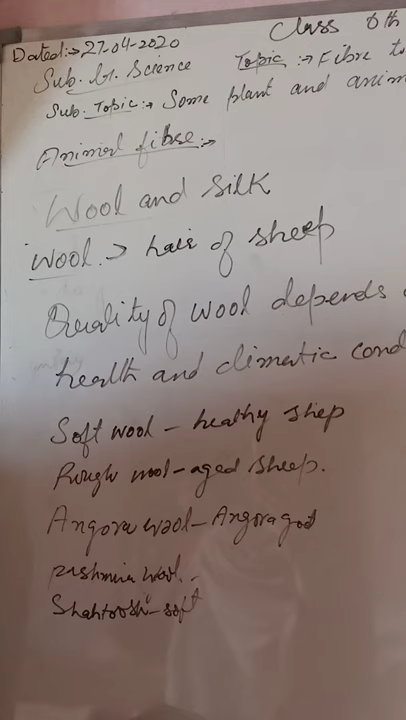 Class 6th
Dated:→27-04-2020
Sub. Gr. Science Topic :→ Fibre to
Sub. Topic :→ Some plant and anim
Animal fibre :→
Wool and Silk
Wool. → hair of sheep
Quality of wool depends
health and climatic cond
Soft wool – healthy shep
Rough wool – aged sheep.
Angora wool – Angora goat
pashmina wool. –
Shahtoosh – soft